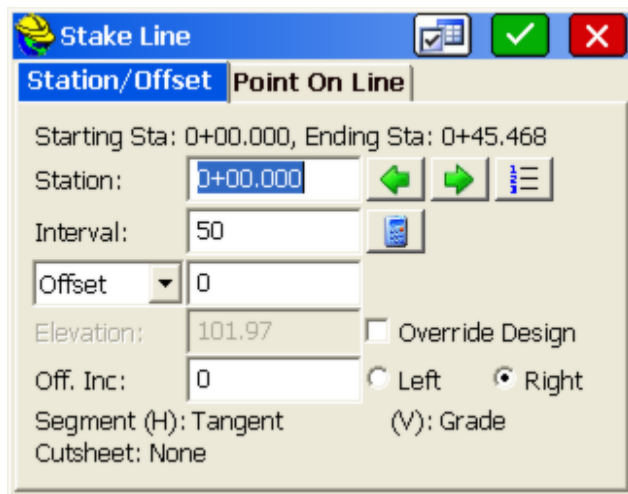 Stake Line
Station/Offset Point On Line
Starting Sta: 0+00.000, Ending Sta: 0+45.468
Station: 0+00.000
Interval: 50
Offset 0
Elevation: 101.97 Override Design
Off. Inc: 0 Left Right
Segment (H): Tangent (V): Grade
Cutsheet: None